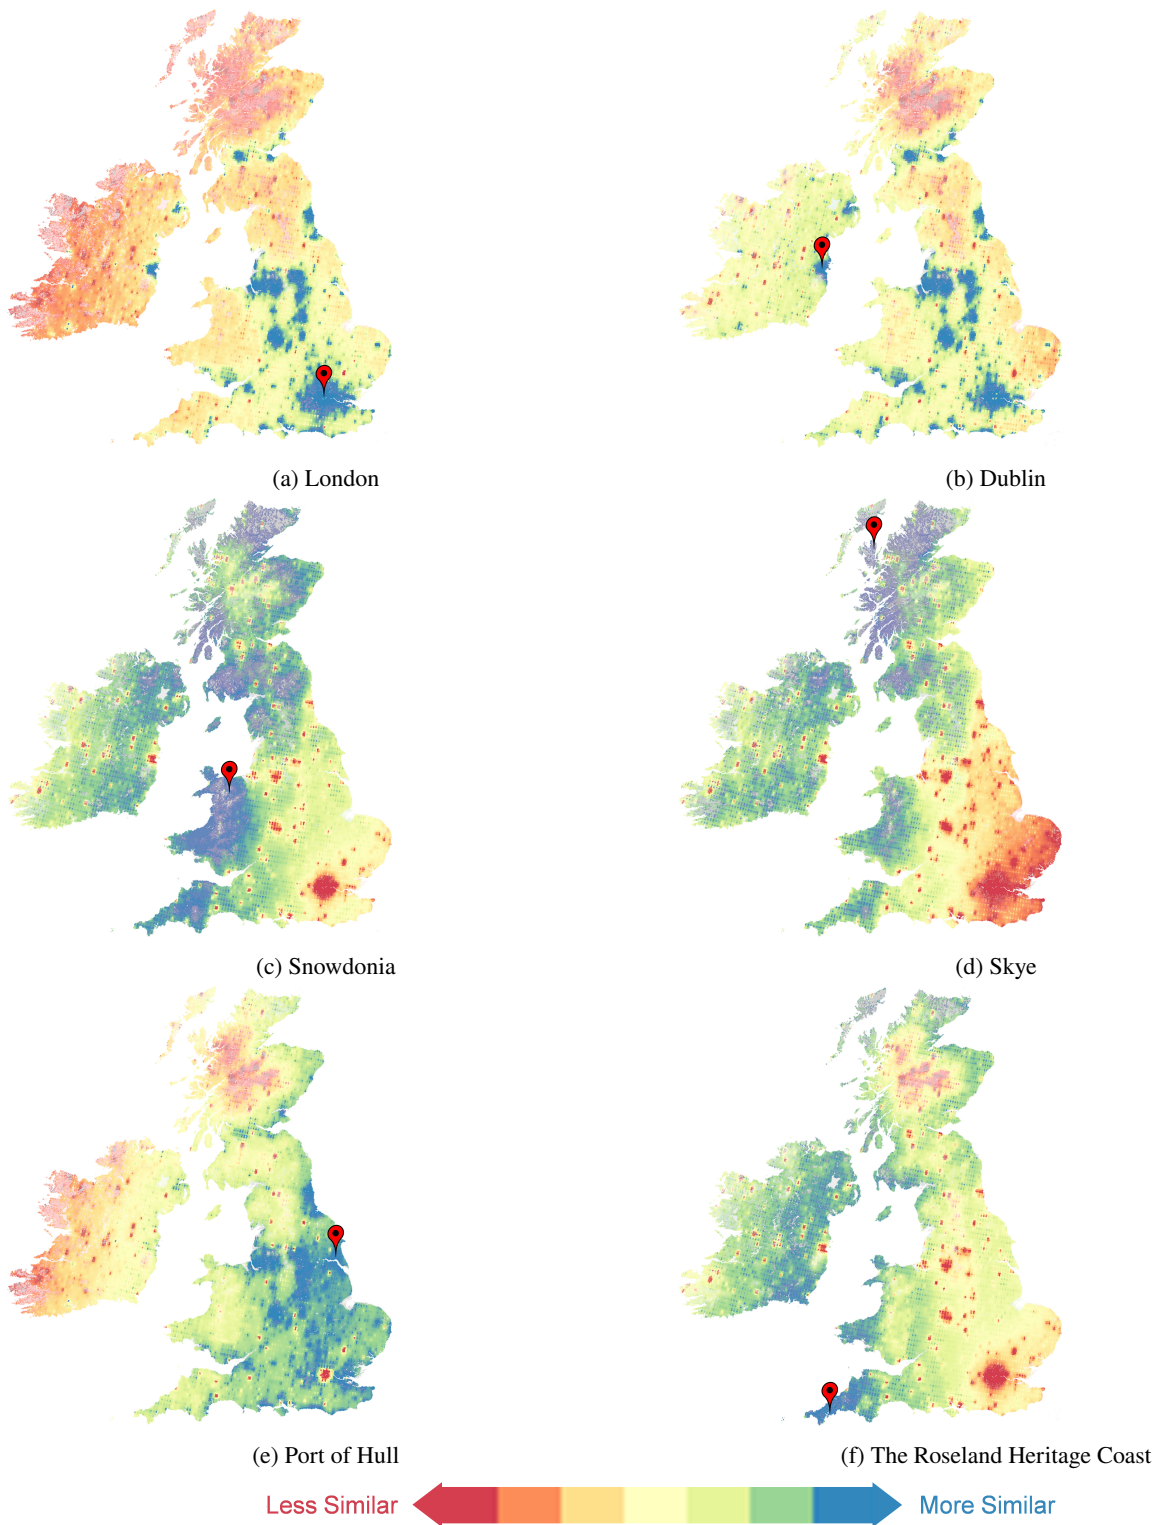 (a) London
(b) Dublin
(c) Snowdonia
(d) Skye
(e) Port of Hull
(f) The Roseland Heritage Coast
Less Similar
More Similar